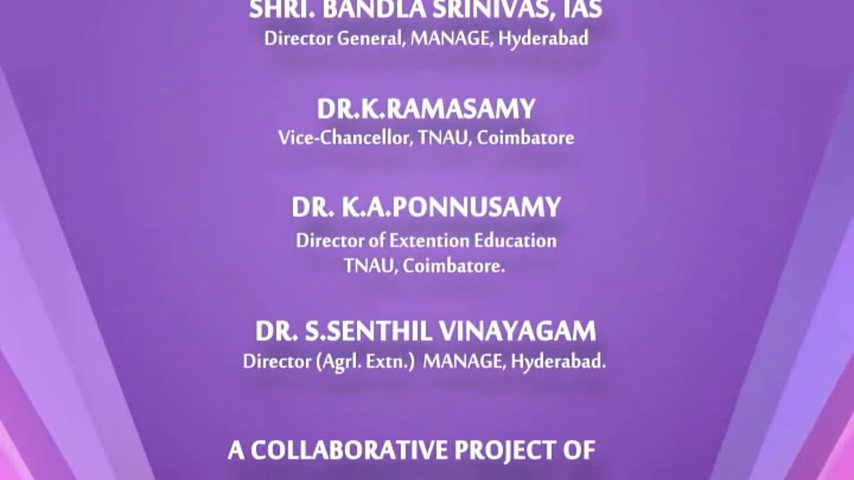 SHRI. BANDLA SRINIVAS, IAS
Director General, MANAGE, Hyderabad
DR.K.RAMASAMY
Vice-Chancellor, TNAU, Coimbatore
DR. K.A.PONNUSAMY
Director of Extention Education
TNAU, Coimbatore.
DR. S.SENTHIL VINAYAGAM
Director (Agrl. Extn.) MANAGE, Hyderabad.
A COLLABORATIVE PROJECT OF